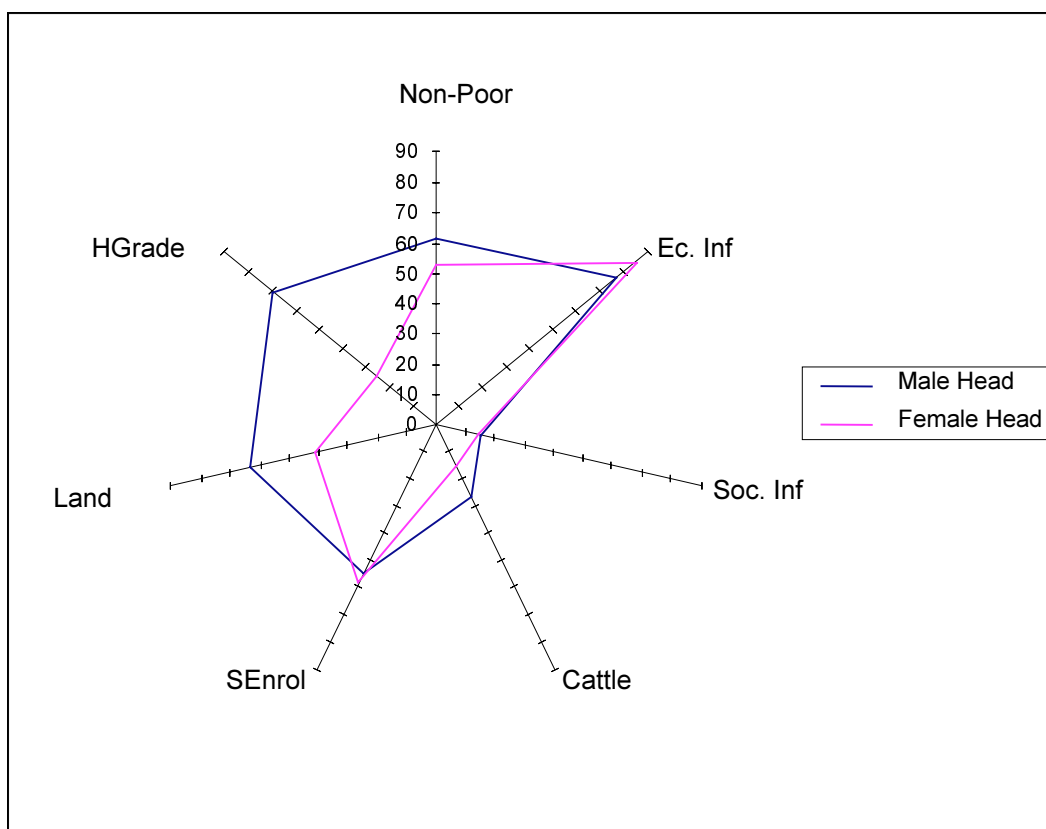 Non-Poor
90
80
70
60
50
40
30
20
10
0
HGrade
Ec. Inf
Male Head
Female Head
Land
Soc. Inf
SEnrol
Cattle